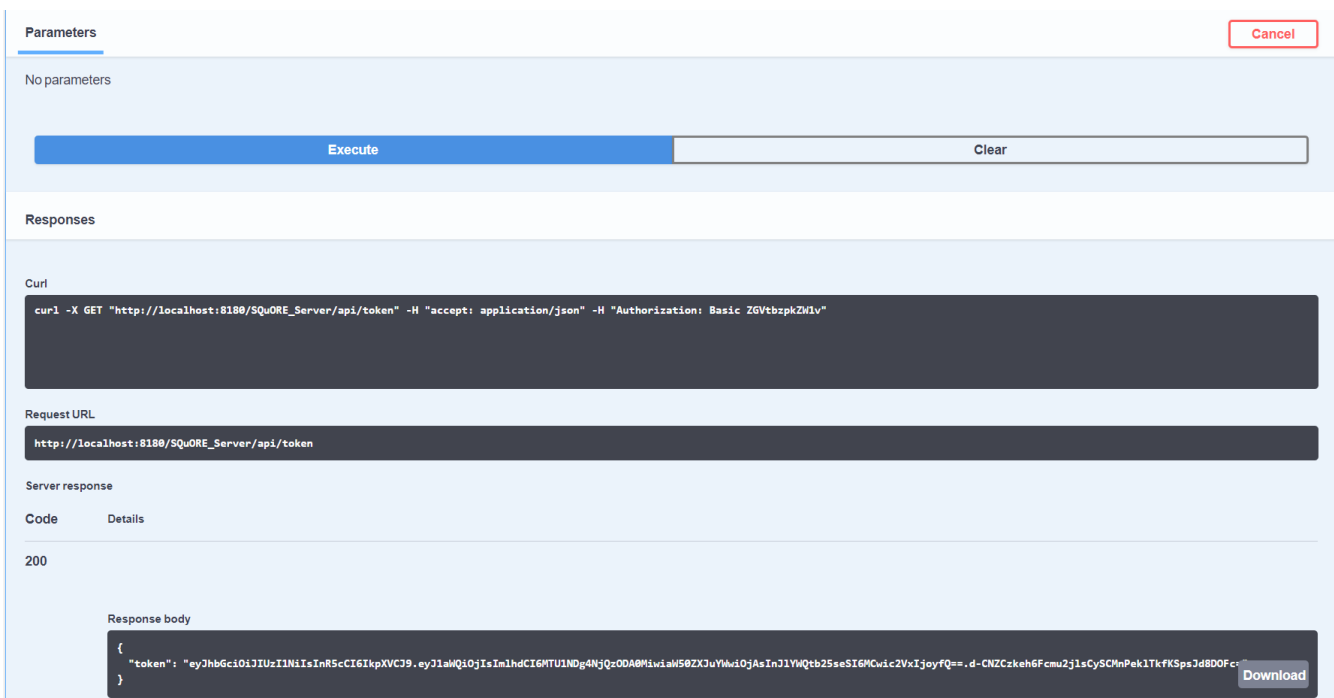 Parameters
Cancel
No parameters
Execute
Clear
Responses
Curl
curl -X GET "http://localhost:8180/SQuORE_Server/api/token" -H "accept: application/json" -H "Authorization: Basic ZGVtbzpkZW1v"
Request URL
http://localhost:8180/SQuORE_Server/api/token
Server response
Code Details
200
Response body
{
"token": "eyJhbGciOiJIUzI1NiIsInR5cCI6IkpXVCJ9.eyJ1aWQiOjIsImlhdCI6MTU1NDg4NjQzODA0MiwiaW50ZXJuYWwiOjAsInJlYWQtb25seSI6MCwic2VxIjoyfQ==.d-CNZCzkeh6Fcmu2jlsCySCMnPeklTkfKSpsJd8DOFc=
Download
}